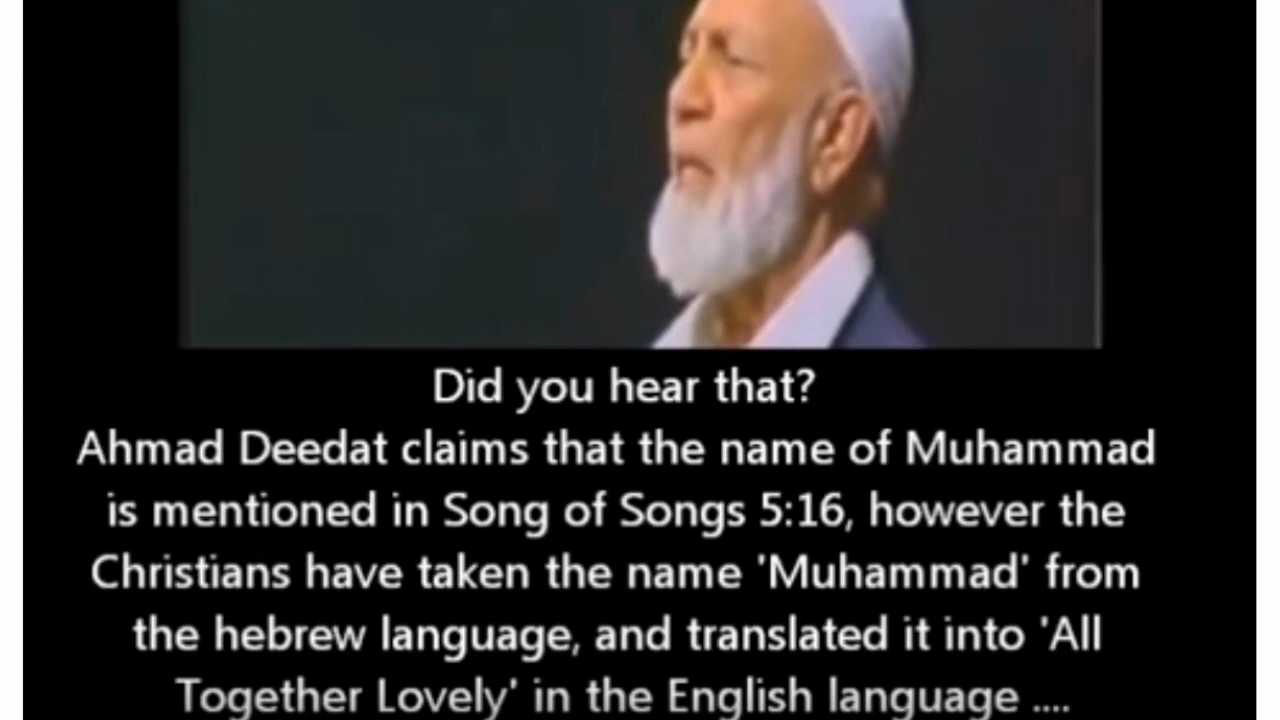 Did you hear that?
Ahmad Deedat claims that the name of Muhammad
is mentioned in Song of Songs 5:16, however the
Christians have taken the name 'Muhammad' from
the hebrew language, and translated it into 'All
Together Lovely' in the English language ....